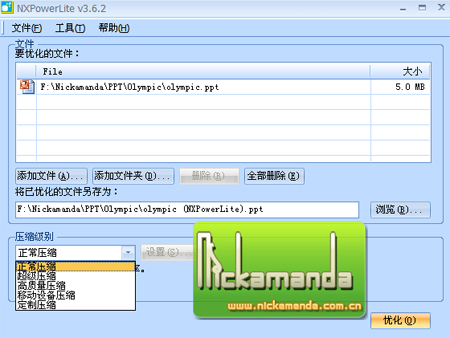 NXPowerLite v3.6.2
文件(F) 工具(T) 帮助(H)
文件
要优化的文件：
File 大小
F:\Nickamanda\PPT\Olympic\olympic.ppt 5.0 MB
添加文件(A)... 添加文件夹(D)... 删除(R) 全部删除(E)
将已优化的文件另存为：
F:\Nickamanda\PPT\Olympic\olympic (NXPowerLite).ppt 浏览(B)...
压缩级别
正常压缩 设置(S)...
正常压缩
超级压缩
高质量压缩
移动设备压缩
定制压缩
Nickamanda
www.nickamanda.com.cn
优化(O)